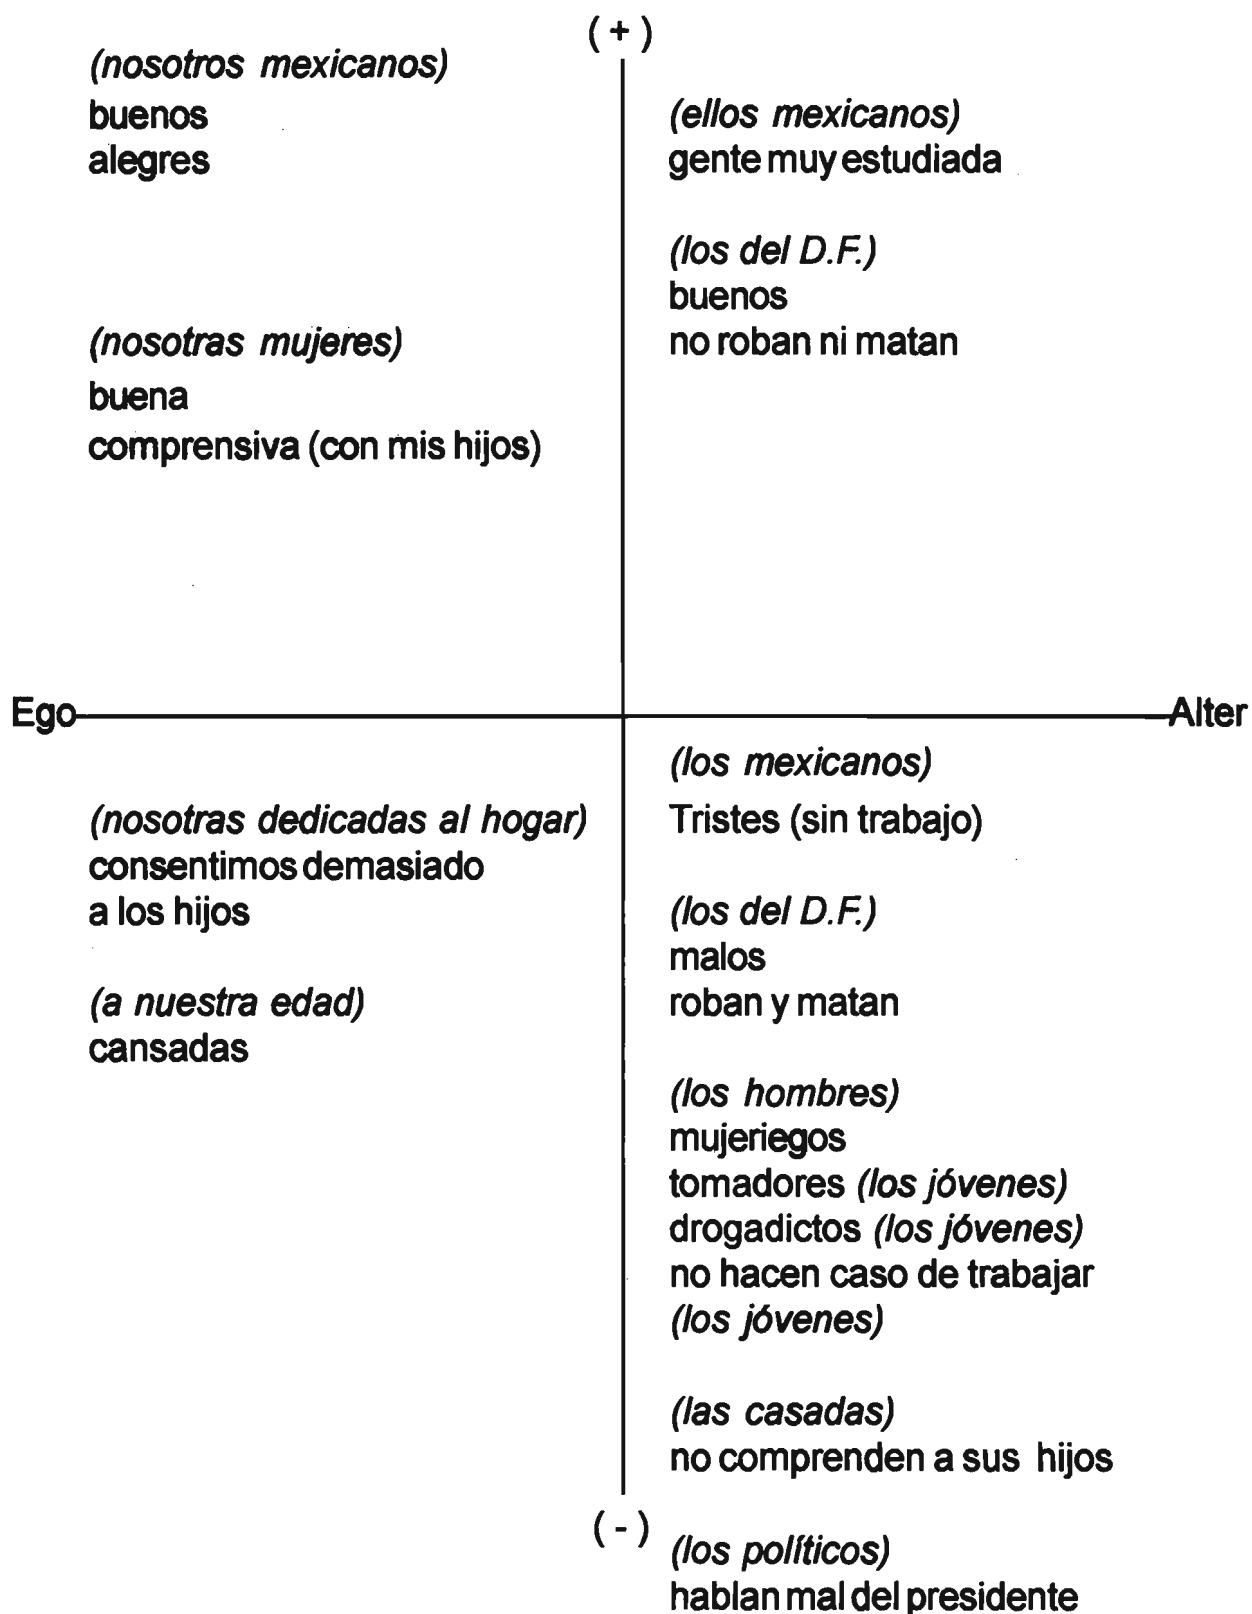 ( + )
(nosotros mexicanos)
buenos
alegres
(nosotras mujeres)
buena
comprensiva (con mis hijos)
(ellos mexicanos)
gente muy estudiada
(los del D.F.)
buenos
no roban ni matan
Ego
Alter
(nosotras dedicadas al hogar)
consentimos demasiado
a los hijos
(a nuestra edad)
cansadas
(los mexicanos)
Tristes (sin trabajo)
(los del D.F.)
malos
roban y matan
(los hombres)
mujeriegos
tomadores (los jóvenes)
drogadictos (los jóvenes)
no hacen caso de trabajar
(los jóvenes)
(las casadas)
no comprenden a sus hijos
( - )
(los políticos)
hablan mal del presidente